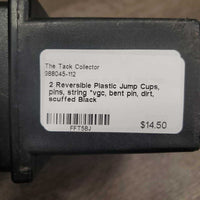 The Tack Collector
988045-112
2 Reversible Plastic Jump Cups,
pins, string *vgc, bent pin, dirt,
scuffed Black
FFT58J
$14.50